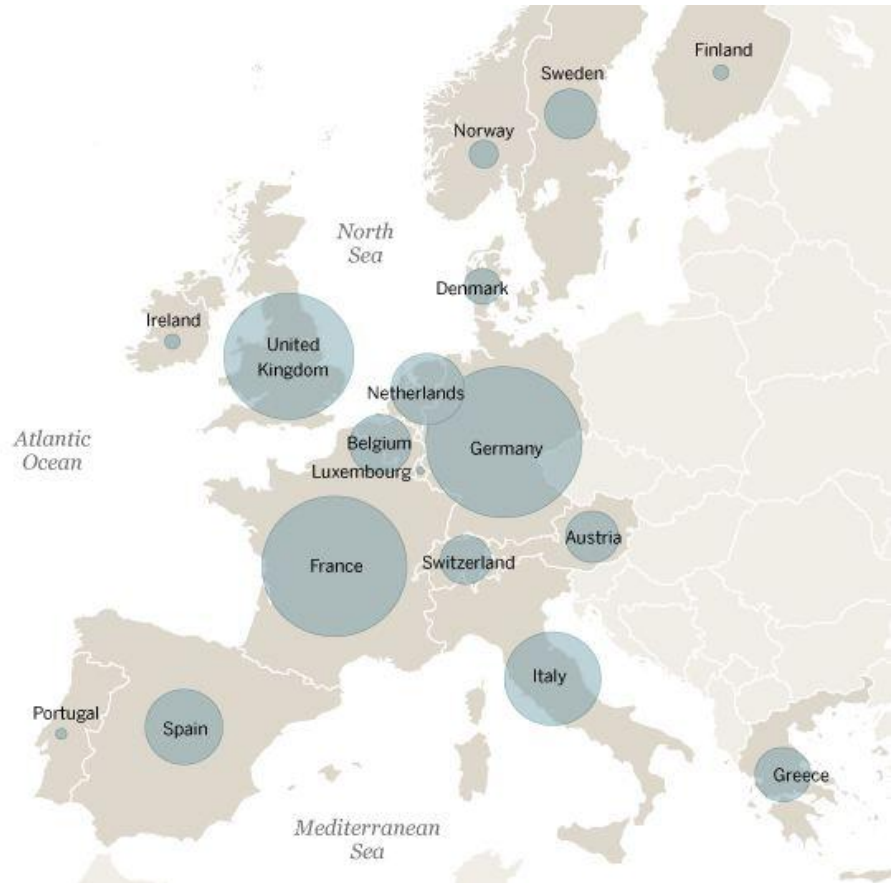 Finland
Sweden
Norway
North
Sea
Denmark
Ireland
United
Kingdom
Netherlands
Atlantic
Ocean
Belgium
Germany
Luxembourg
Austria
France
Switzerland
Italy
Portugal
Spain
Greece
Mediterranean
Sea